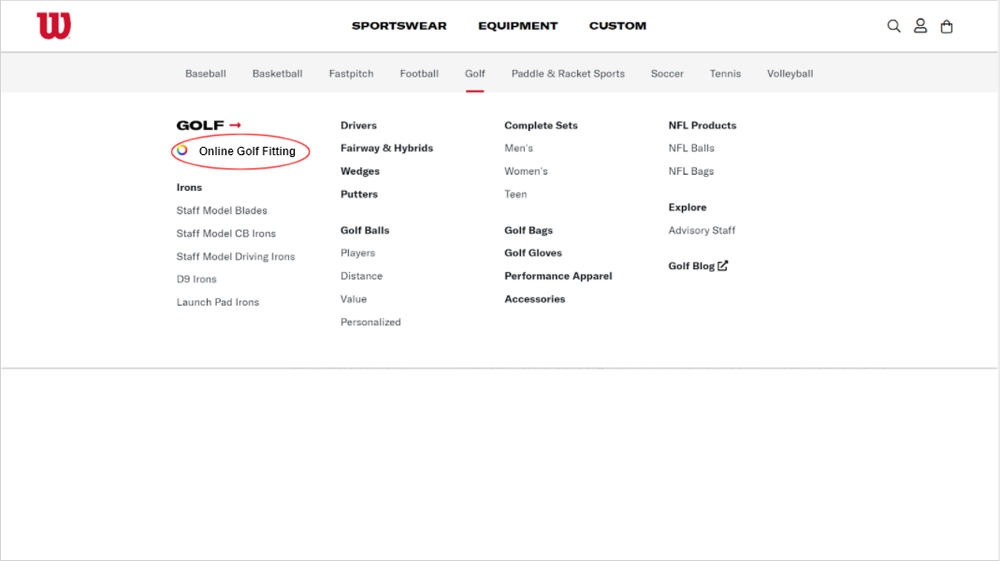 W
SPORTSWEAR EQUIPMENT CUSTOM
Baseball Basketball Fastpitch Football Golf Paddle & Racket Sports Soccer Tennis Volleyball
GOLF →
Online Golf Fitting
Irons
Staff Model Blades
Staff Model CB Irons
Staff Model Driving Irons
D9 Irons
Launch Pad Irons
Drivers
Fairway & Hybrids
Wedges
Putters
Golf Balls
Players
Distance
Value
Personalized
Complete Sets
Men's
Women's
Teen
Golf Bags
Golf Gloves
Performance Apparel
Accessories
NFL Products
NFL Balls
NFL Bags
Explore
Advisory Staff
Golf Blog